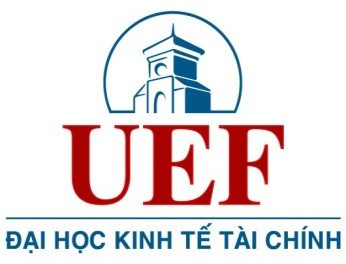 UEF
ĐẠI HỌC KINH TẾ TÀI CHÍNH